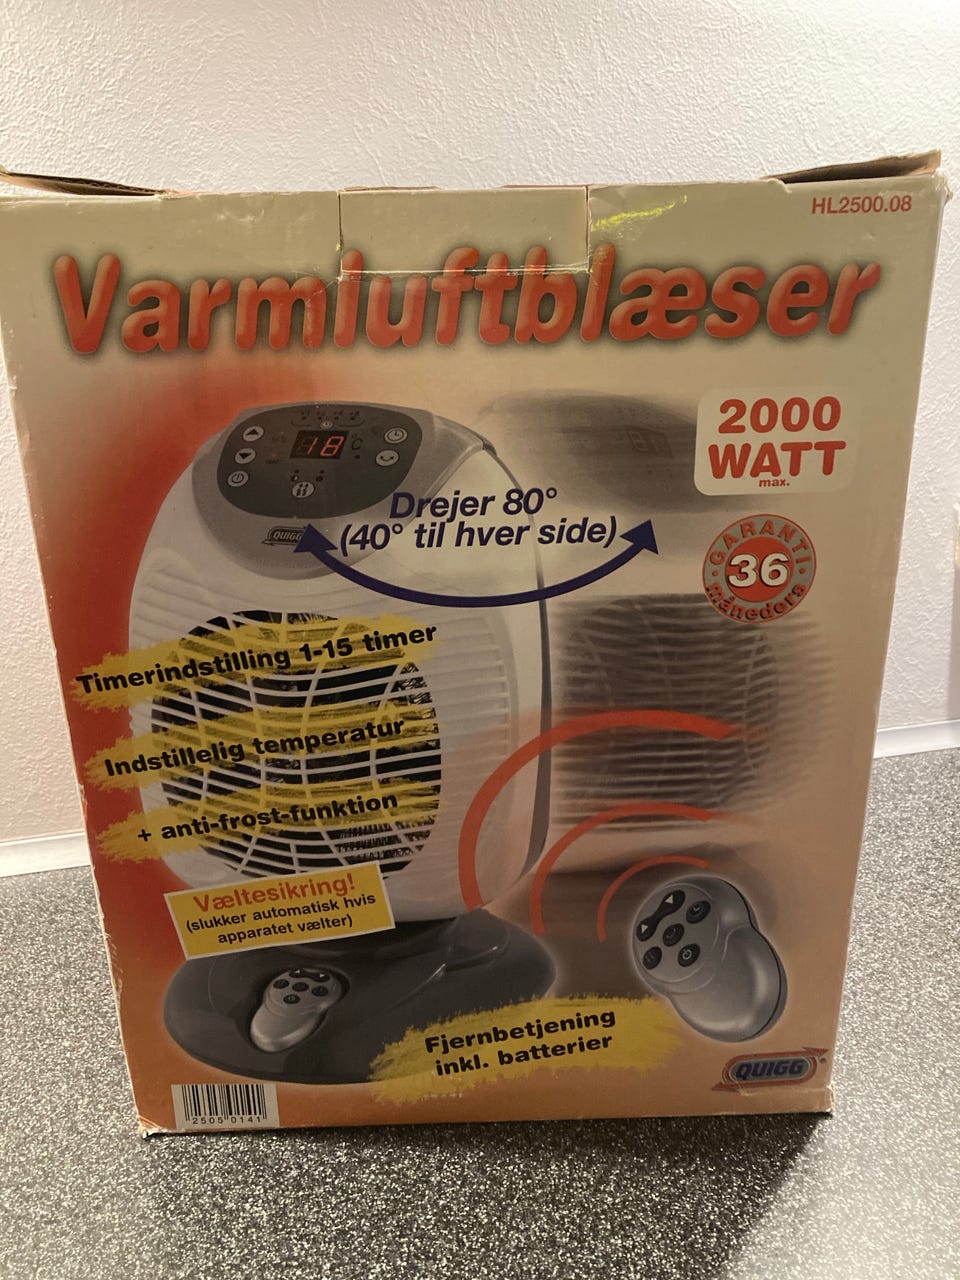 HL2500.08
Varmluftblæser
2000
WATT
max.
18
°C
QUIGG
Drejer 80°
(40° til hver side)
GARANTI
36
måneders
Timerindstilling 1-15 timer
Indstillelig temperatur
+ anti-frost-funktion
Væltesikring!
(slukker automatisk hvis
apparatet vælter)
Fjernbetjening
inkl. batterier
QUIGG
2505 0141